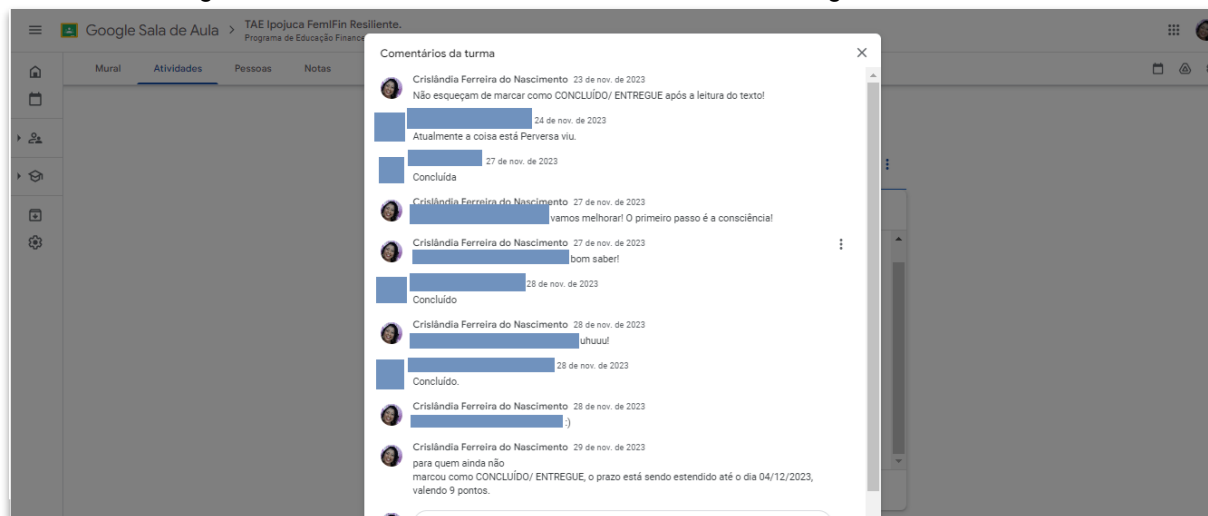 Google Sala de Aula > TAE Ipojuca FemIFin Resiliente.
Programa de Educação Finance
Mural Atividades Pessoas Notas
Comentários da turma
Crislândia Ferreira do Nascimento 23 de nov. de 2023
Não esqueçam de marcar como CONCLUÍDO/ ENTREGUE após a leitura do texto!
24 de nov. de 2023
Atualmente a coisa está Perversa viu.
27 de nov. de 2023
Concluída
Crislândia Ferreira do Nascimento 27 de nov. de 2023
vamos melhorar! O primeiro passo é a consciência!
Crislândia Ferreira do Nascimento 27 de nov. de 2023
bom saber!
28 de nov. de 2023
Concluído
Crislândia Ferreira do Nascimento 28 de nov. de 2023
uhuuu!
28 de nov. de 2023
Concluído.
Crislândia Ferreira do Nascimento 28 de nov. de 2023
:)
Crislândia Ferreira do Nascimento 29 de nov. de 2023
para quem ainda não
marcou como CONCLUÍDO/ ENTREGUE, o prazo está sendo estendido até o dia 04/12/2023,
valendo 9 pontos.